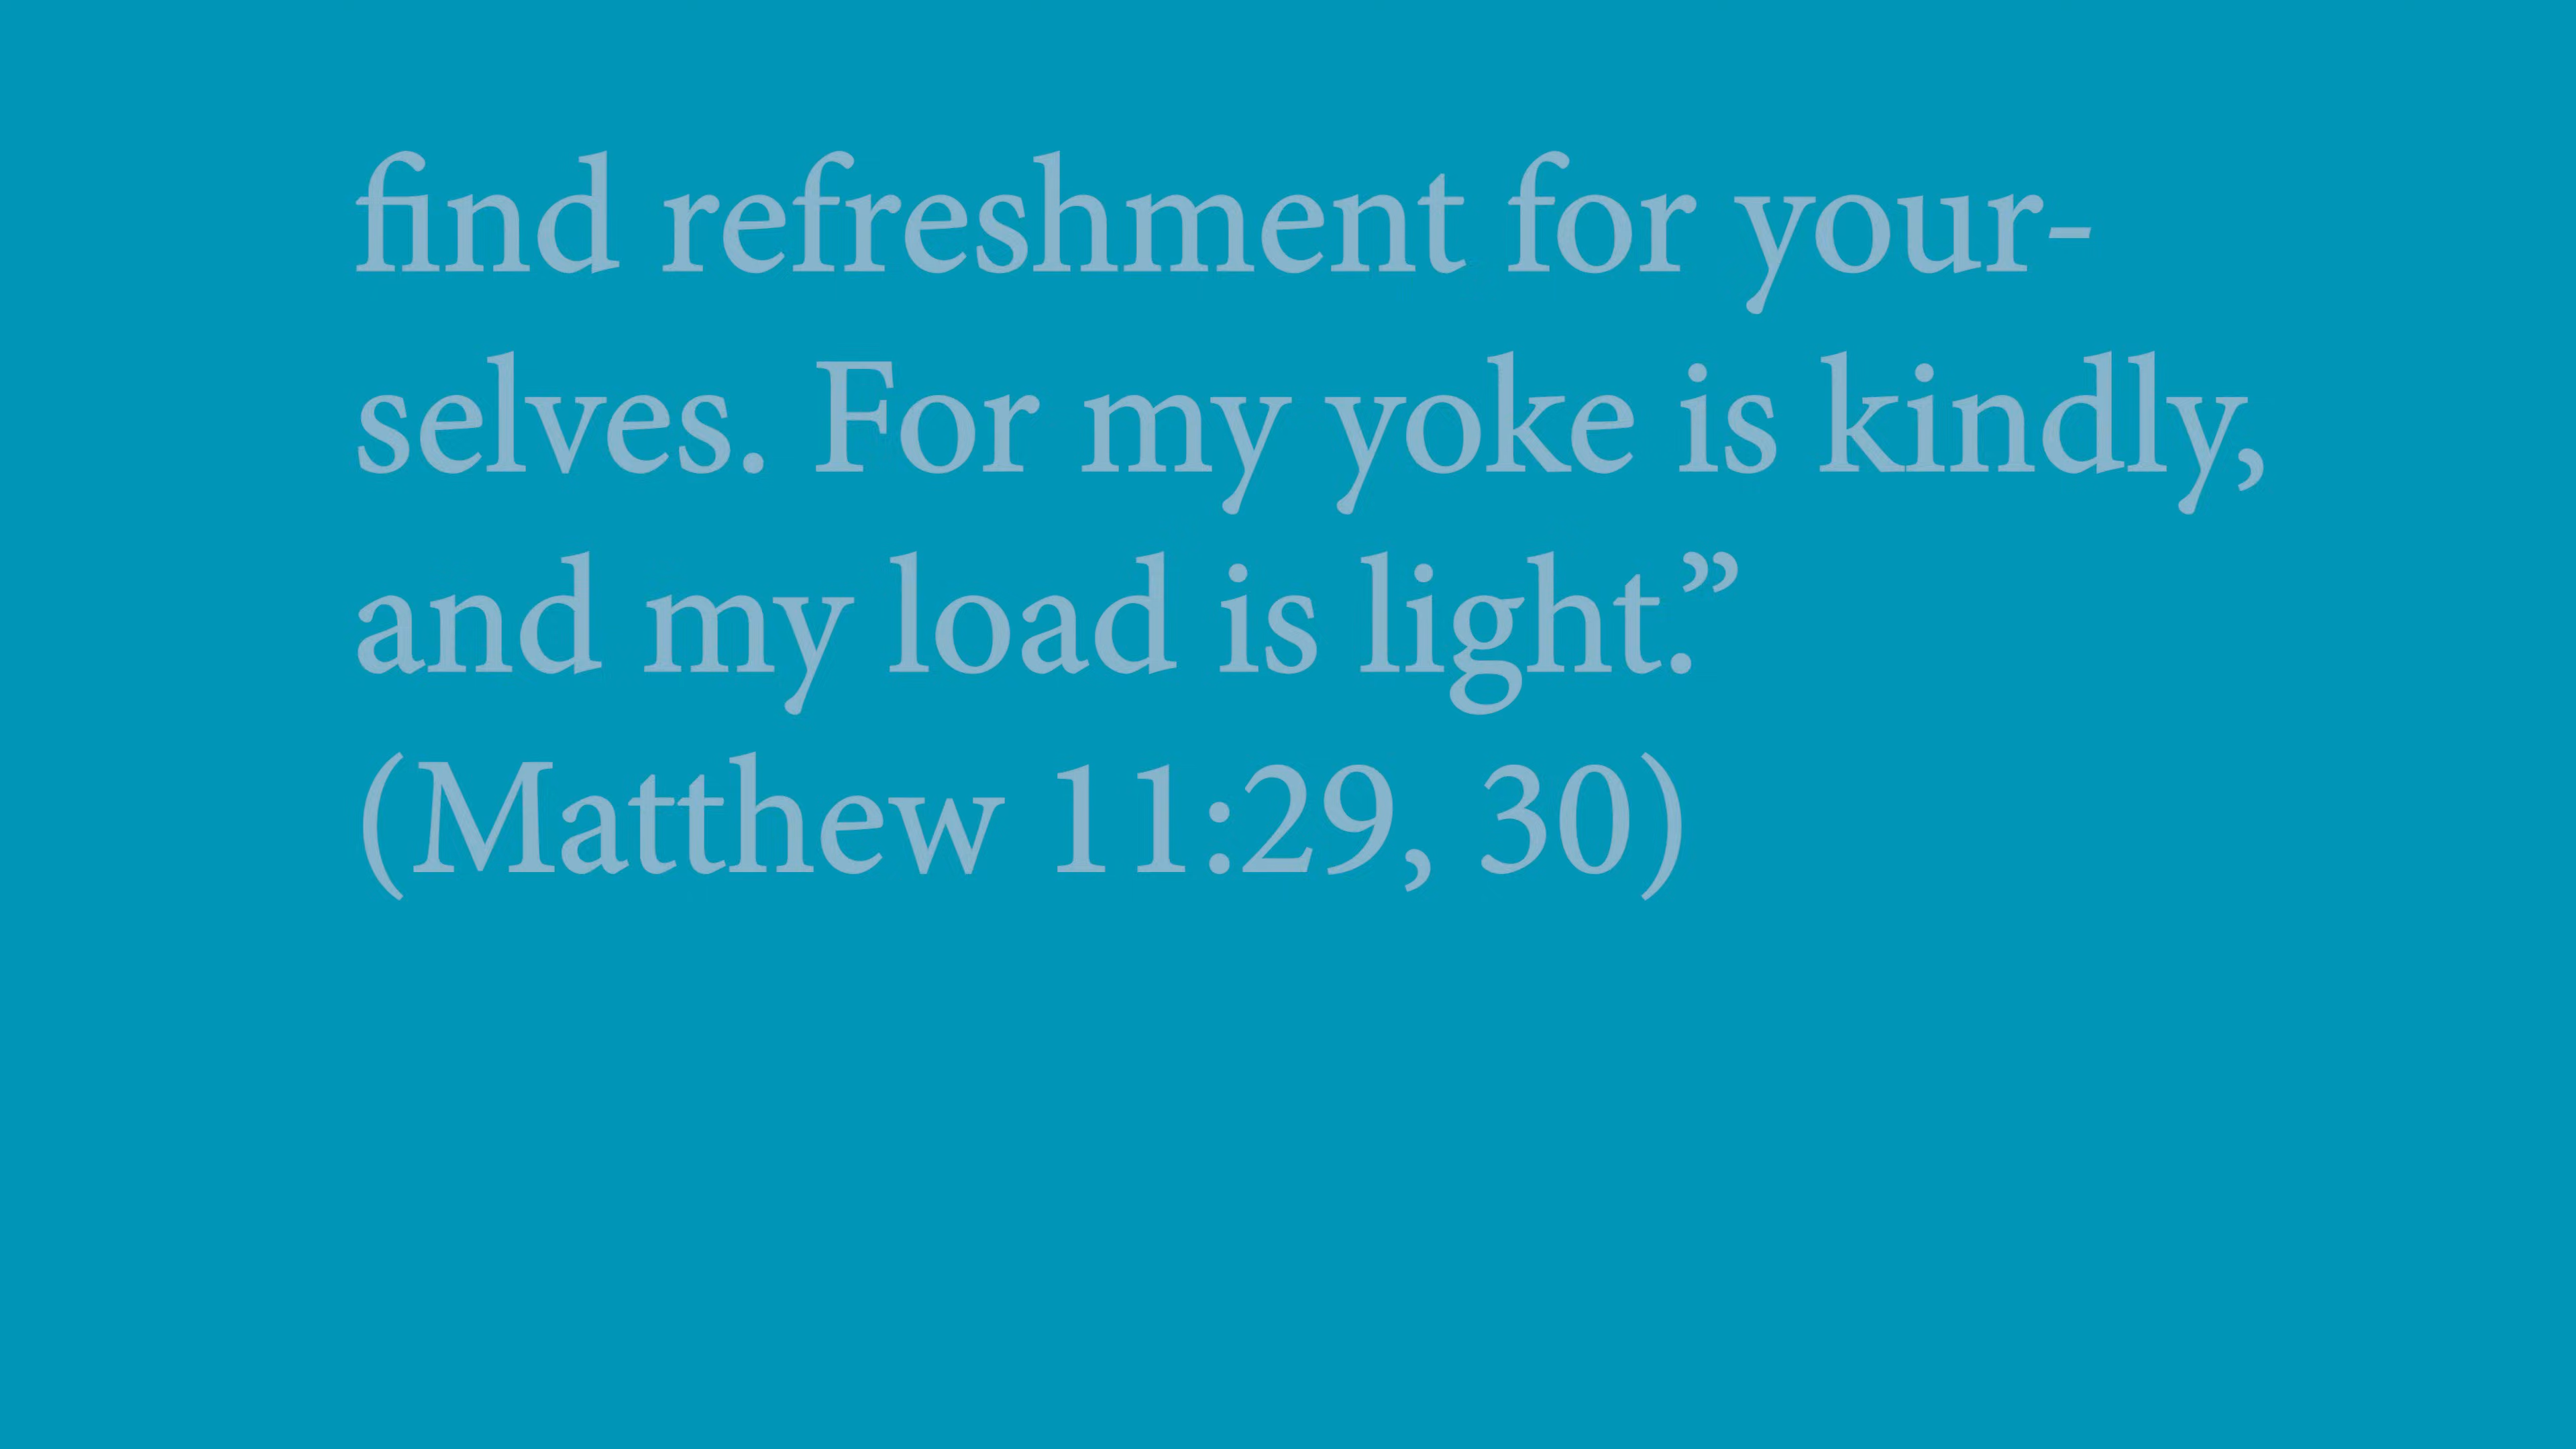 find refreshment for your-
selves. For my yoke is kindly,
and my load is light.”
(Matthew 11:29, 30)